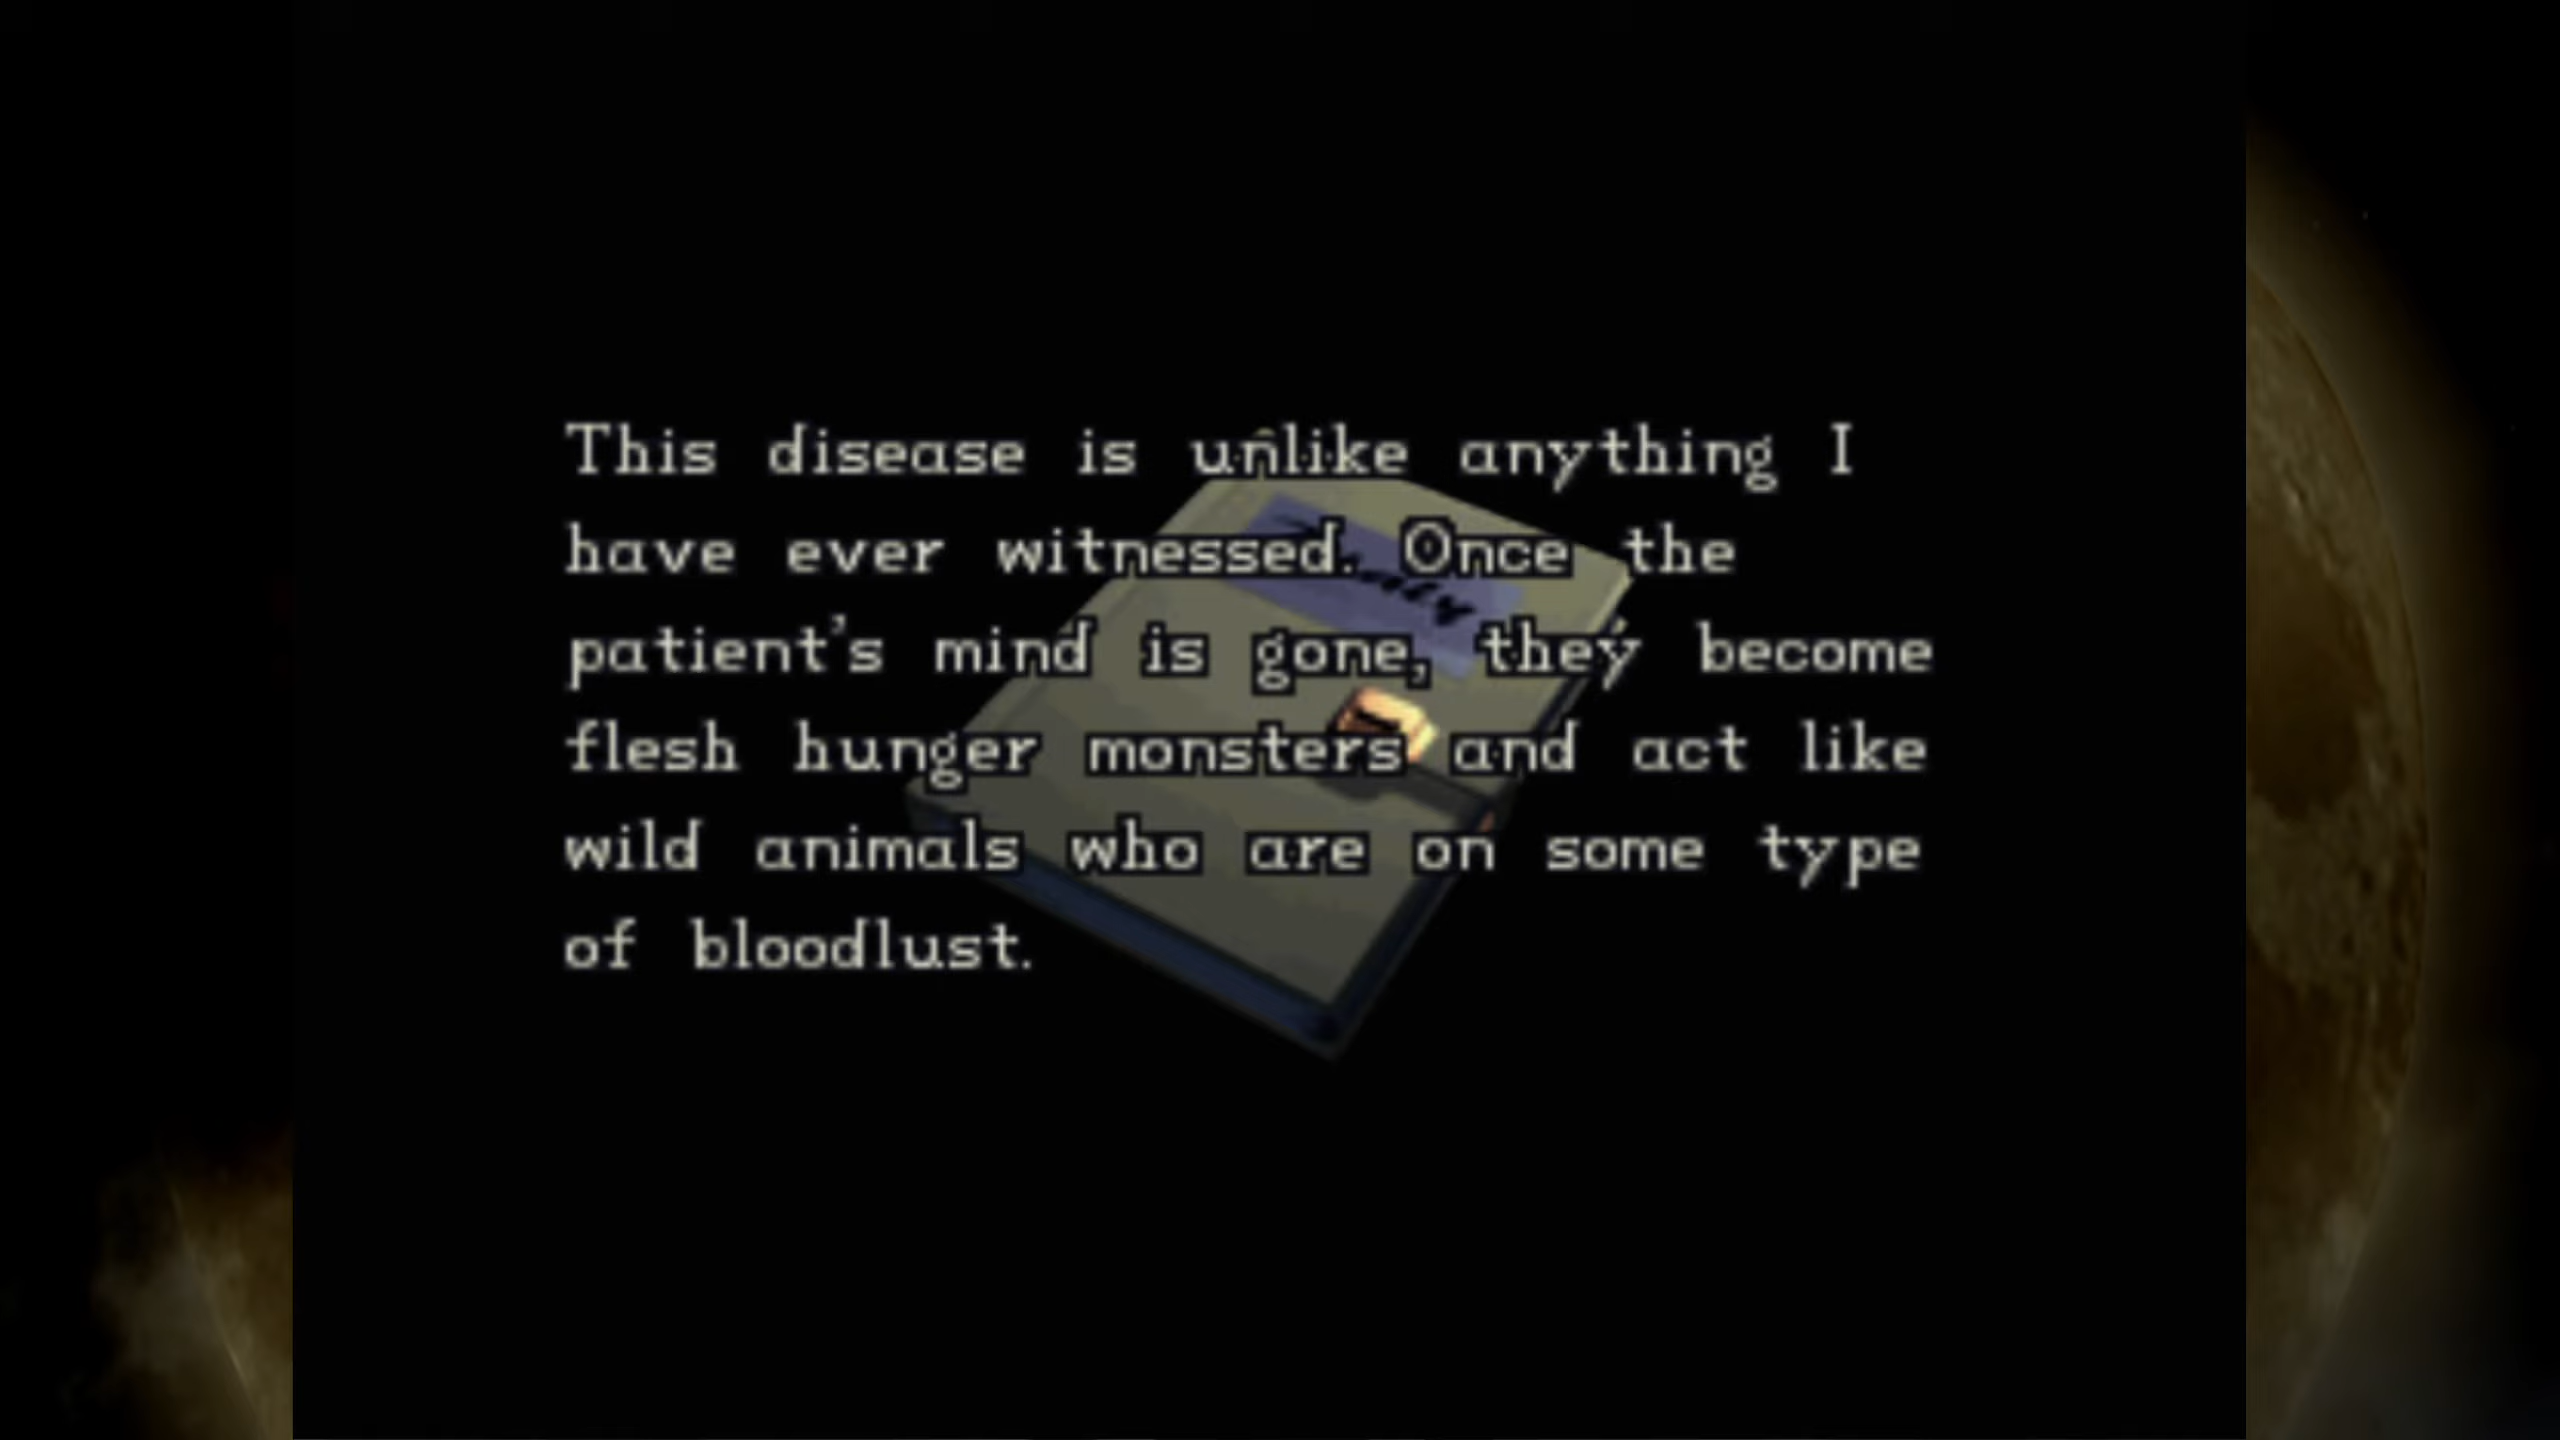 This disease is unlike anything I
have ever witnessed. Once the
patient's mind is gone, they become
flesh hunger monsters and act like
wild animals who are on some type
of bloodlust.